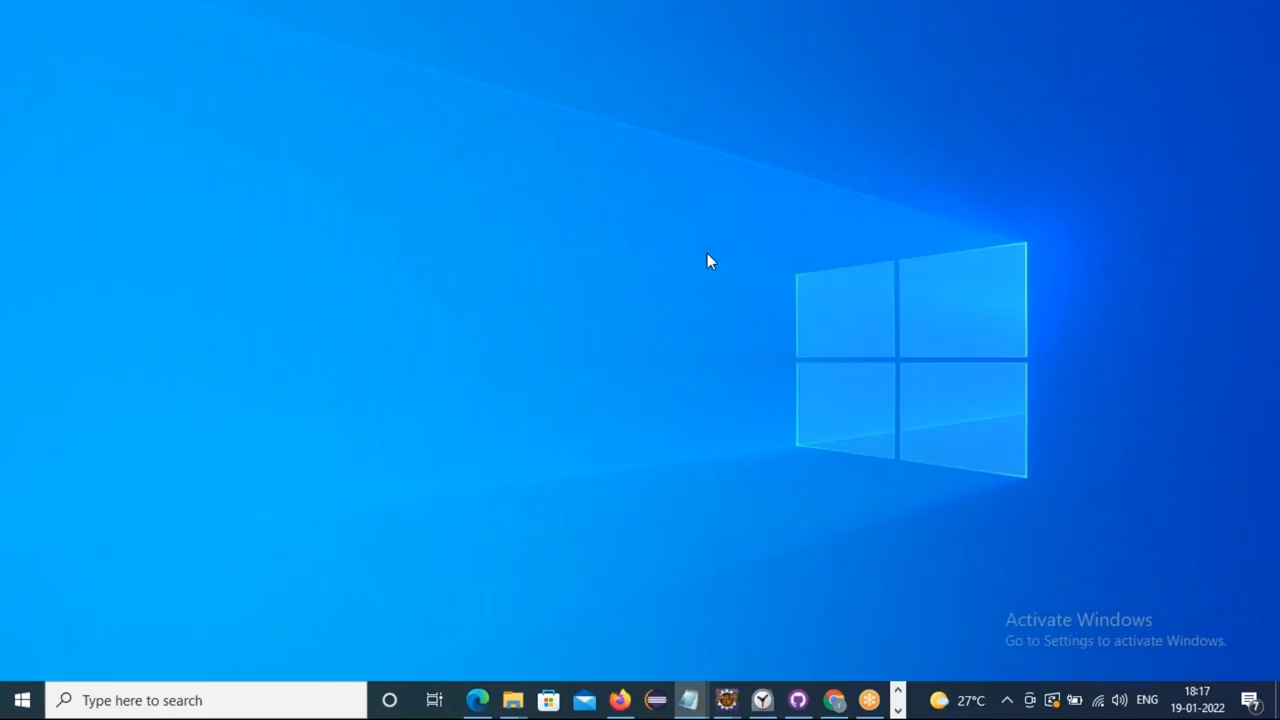 Activate Windows
Go to Settings to activate Windows.
Type here to search
27°C
ENG
18:17
19-01-2022
7